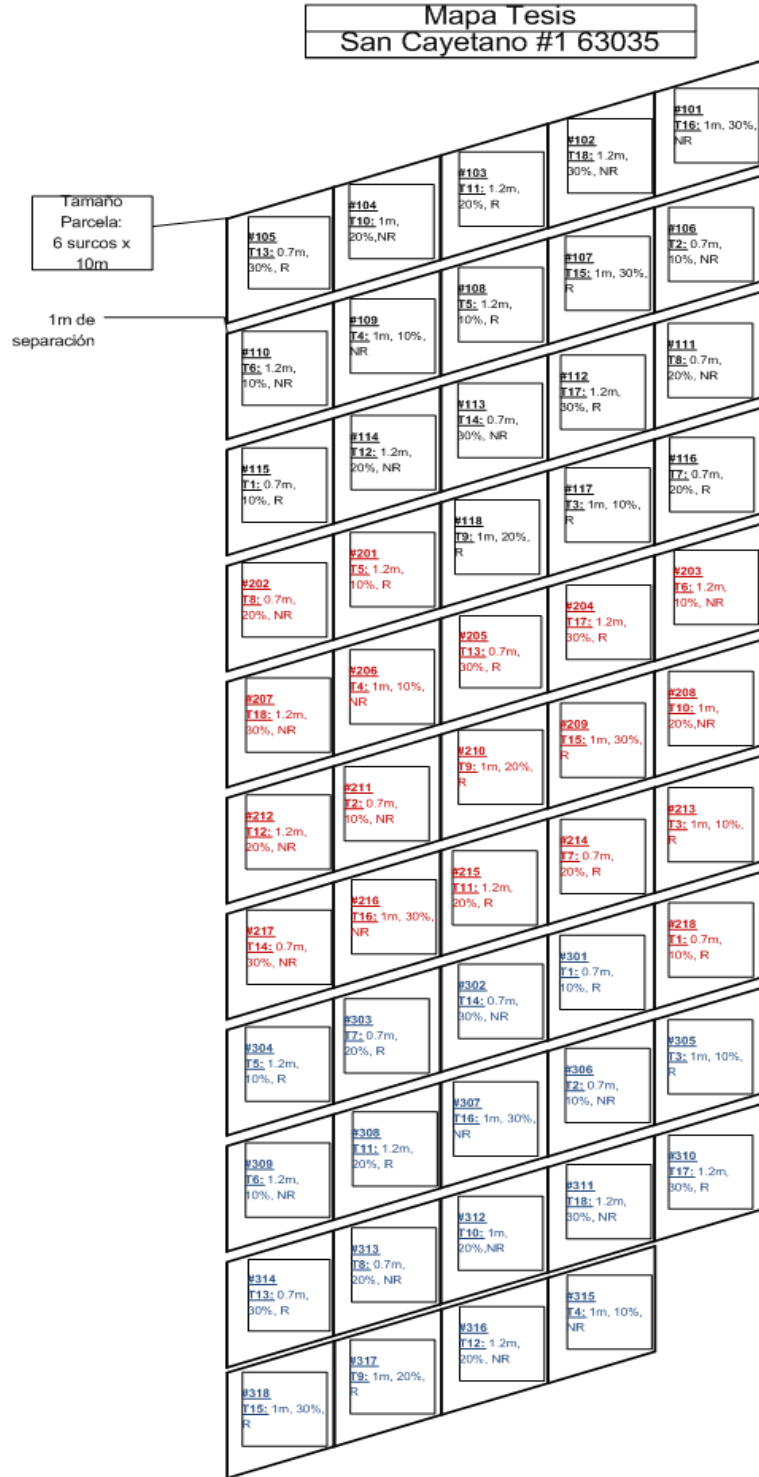 Mapa Tesis
San Cayetano #1 63035
Tamaño
Parcela:
6 surcos x
10m
1m de
separación
#101
T16: 1m, 30%,
NR
#102
T18: 1.2m,
30%, NR
#103
T11: 1.2m,
20%, R
#104
T10: 1m,
20%,NR
#105
T13: 0.7m,
30%, R
#106
T2: 0.7m,
10%, NR
#107
T15: 1m, 30%,
R
#108
T5: 1.2m,
10%, R
#109
T4: 1m, 10%,
NR
#110
T6: 1.2m,
10%, NR
#111
T8: 0.7m,
20%, NR
#112
T17: 1.2m,
30%, R
#113
T14: 0.7m,
30%, NR
#114
T12: 1.2m,
20%, NR
#115
T1: 0.7m,
10%, R
#116
T7: 0.7m,
20%, R
#117
T3: 1m, 10%,
R
#118
T9: 1m, 20%,
R
#201
T5: 1.2m,
10%, R
#202
T8: 0.7m,
20%, NR
#203
T6: 1.2m,
10%, NR
#204
T17: 1.2m,
30%, R
#205
T13: 0.7m,
30%, R
#206
T4: 1m, 10%,
NR
#207
T18: 1.2m,
30%, NR
#208
T10: 1m,
20%,NR
#209
T15: 1m, 30%,
R
#210
T9: 1m, 20%,
R
#211
T2: 0.7m,
10%, NR
#212
T12: 1.2m,
20%, NR
#213
T3: 1m, 10%,
R
#214
T7: 0.7m,
20%, R
#215
T11: 1.2m,
20%, R
#216
T16: 1m, 30%,
NR
#217
T14: 0.7m,
30%, NR
#218
T1: 0.7m,
10%, R
#301
T1: 0.7m,
10%, R
#302
T14: 0.7m,
30%, NR
#303
T7: 0.7m,
20%, R
#304
T5: 1.2m,
10%, R
#305
T3: 1m, 10%,
R
#306
T2: 0.7m,
10%, NR
#307
T16: 1m, 30%,
NR
#308
T11: 1.2m,
20%, R
#309
T6: 1.2m,
10%, NR
#310
T17: 1.2m,
30%, R
#311
T18: 1.2m,
30%, NR
#312
T10: 1m,
20%,NR
#313
T8: 0.7m,
20%, NR
#314
T13: 0.7m,
30%, R
#315
T4: 1m, 10%,
NR
#316
T12: 1.2m,
20%, NR
#317
T9: 1m, 20%,
R
#318
T15: 1m, 30%,
R